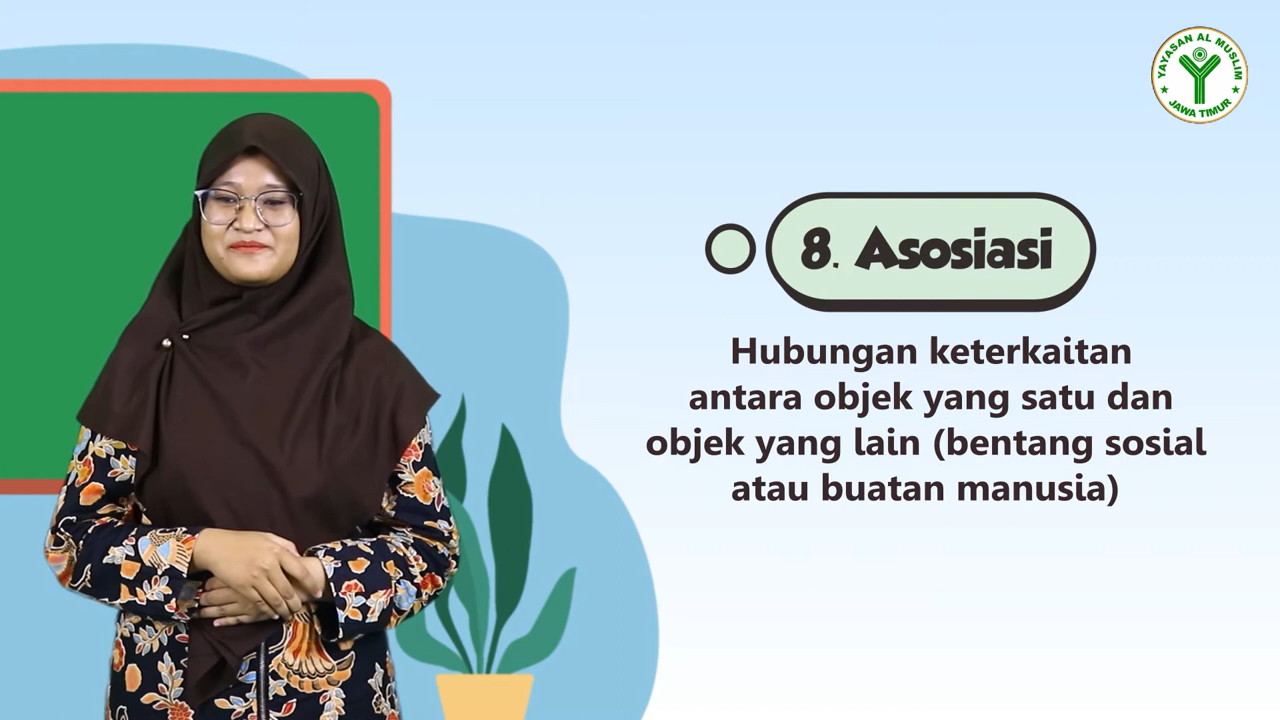 YAYASAN AL MUSLIM
JAWA TIMUR
8. Asosiasi
Hubungan keterkaitan
antara objek yang satu dan
objek yang lain (bentang sosial
atau buatan manusia)